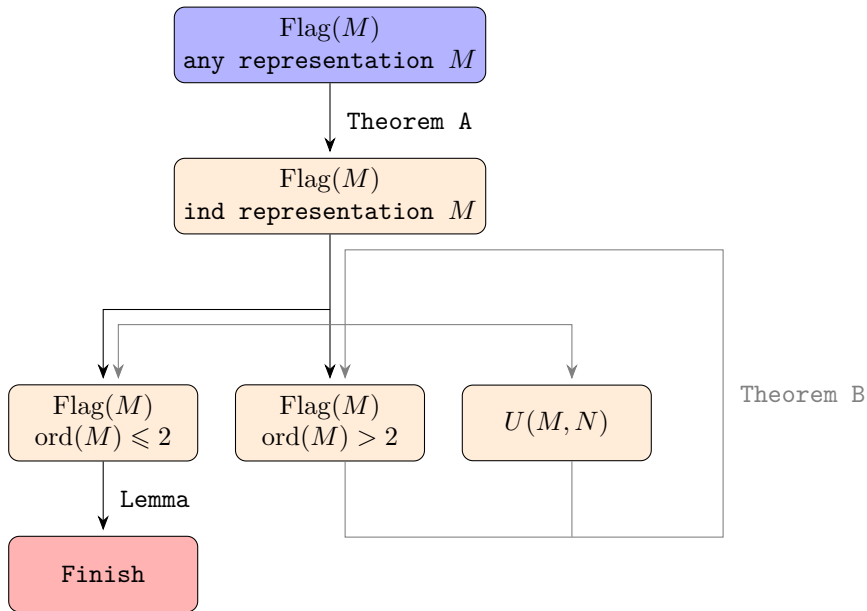 Flag(M)
any representation M
Theorem A
Flag(M)
ind representation M
Flag(M)
ord(M) ⩽ 2
Flag(M)
ord(M) > 2
U(M, N)
Theorem B
Lemma
Finish